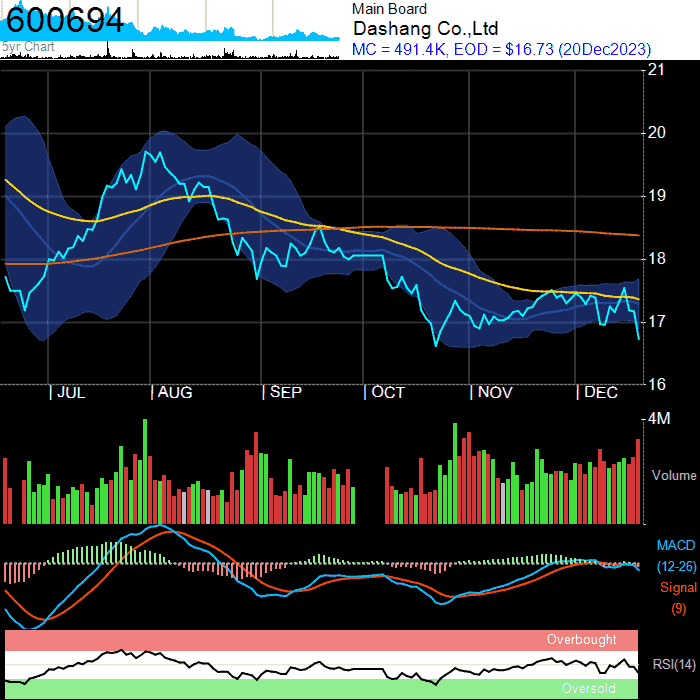 600694
5yr Chart
Main Board
Dashang Co.,Ltd
MC = 491.4K, EOD = $16.73 (20Dec2023)
21
20
19
18
17
16
JUL AUG SEP OCT NOV DEC
4M
Volume
MACD
(12-26)
Signal
(9)
Overbought
RSI(14)
Oversold